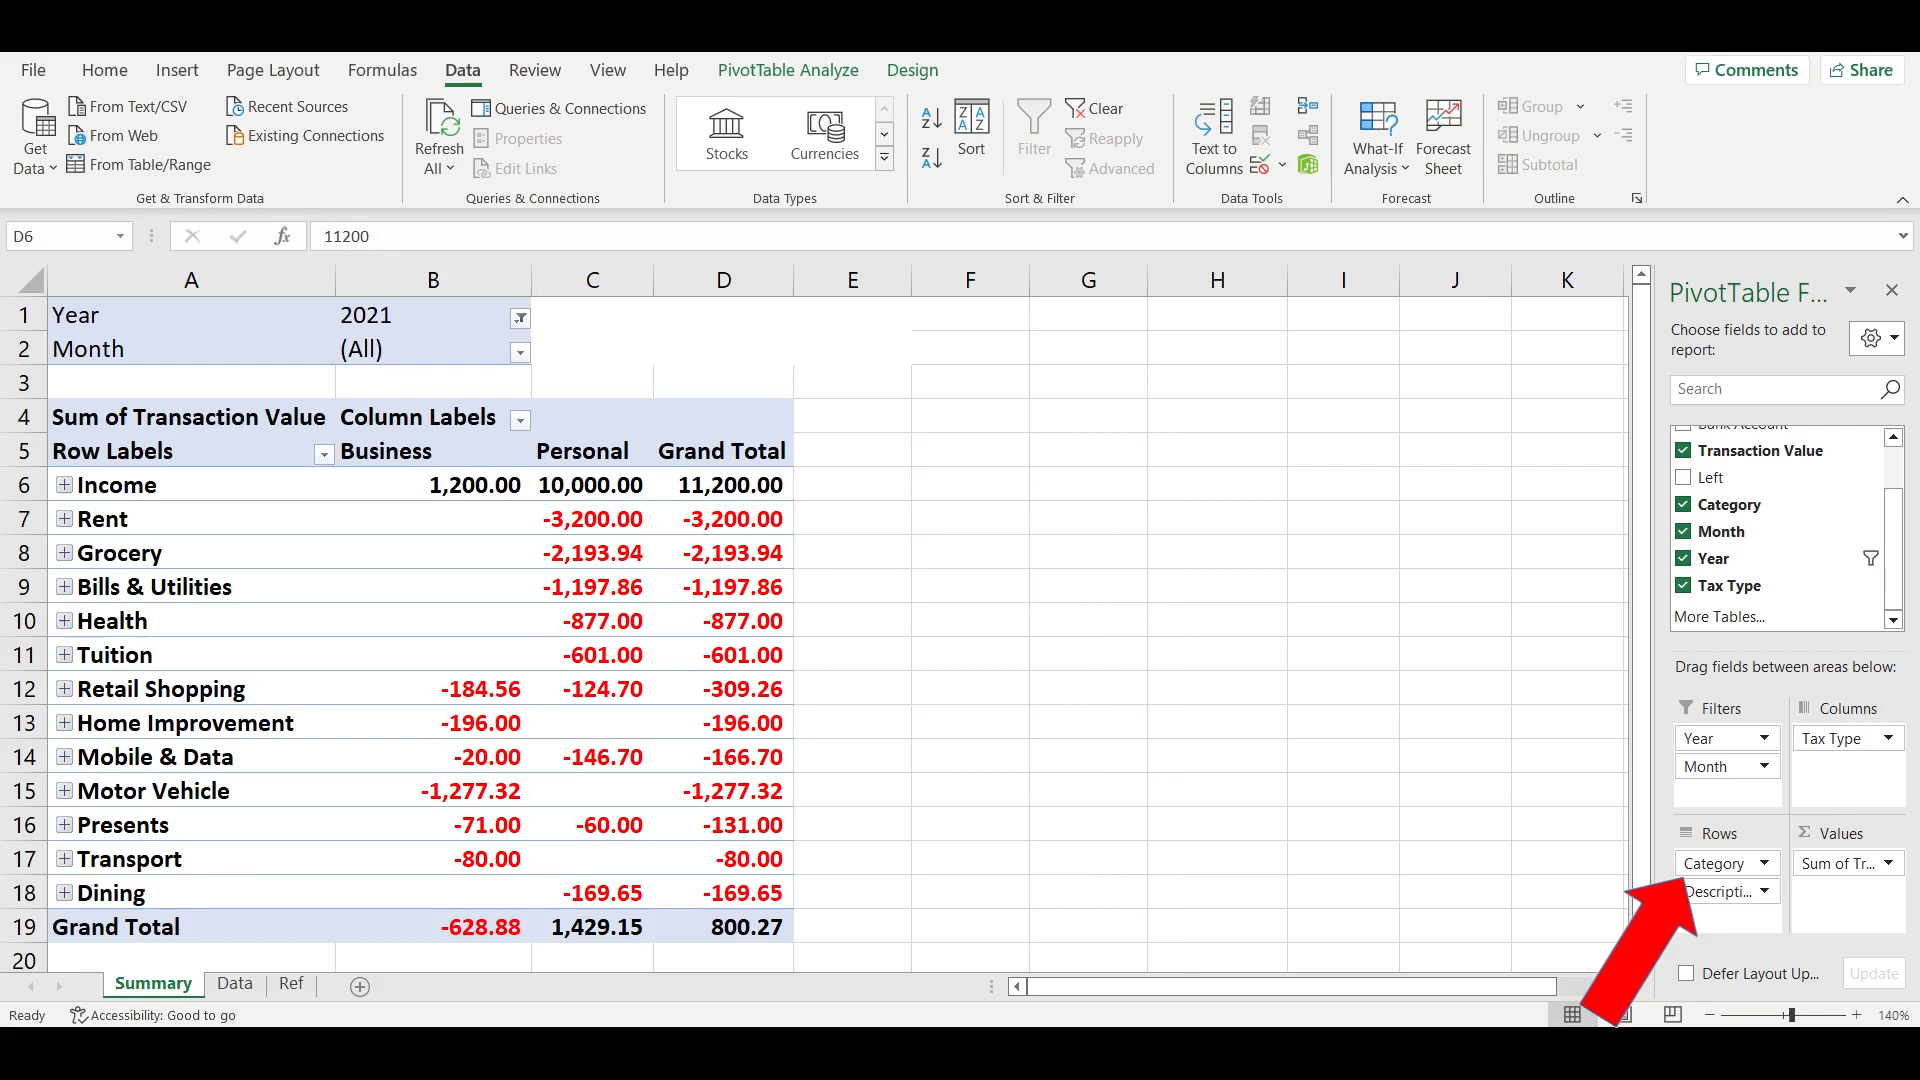 File Home Insert Page Layout Formulas Data Review View Help PivotTable Analyze Design Comments Share
Get Data
From Text/CSV
From Web
From Table/Range
Recent Sources
Existing Connections
Get & Transform Data
Refresh All
Queries & Connections
Properties
Edit Links
Queries & Connections
Stocks
Currencies
Data Types
Sort
Filter
Clear
Reapply
Advanced
Sort & Filter
Text to Columns
Data Tools
What-If Analysis
Forecast Sheet
Forecast
Group
Ungroup
Subtotal
Outline
D6 fx 11200
A B C D E F G H I J K
1 Year 2021
2 Month (All)
3
4 Sum of Transaction Value Column Labels
5 Row Labels Business Personal Grand Total
6 Income 1,200.00 10,000.00 11,200.00
7 Rent -3,200.00 -3,200.00
8 Grocery -2,193.94 -2,193.94
9 Bills & Utilities -1,197.86 -1,197.86
10 Health -877.00 -877.00
11 Tuition -601.00 -601.00
12 Retail Shopping -184.56 -124.70 -309.26
13 Home Improvement -196.00 -196.00
14 Mobile & Data -20.00 -146.70 -166.70
15 Motor Vehicle -1,277.32 -1,277.32
16 Presents -71.00 -60.00 -131.00
17 Transport -80.00 -80.00
18 Dining -169.65 -169.65
19 Grand Total -628.88 1,429.15 800.27
20
Summary Data Ref
Ready Accessibility: Good to go
140%
PivotTable F...
Choose fields to add to
report:
Search
Bank Account
Transaction Value
Left
Category
Month
Year
Tax Type
More Tables...
Drag fields between areas below:
Filters
Year
Month
Columns
Tax Type
Rows
Category
Descripti...
Values
Sum of Tr...
Defer Layout Up... Update